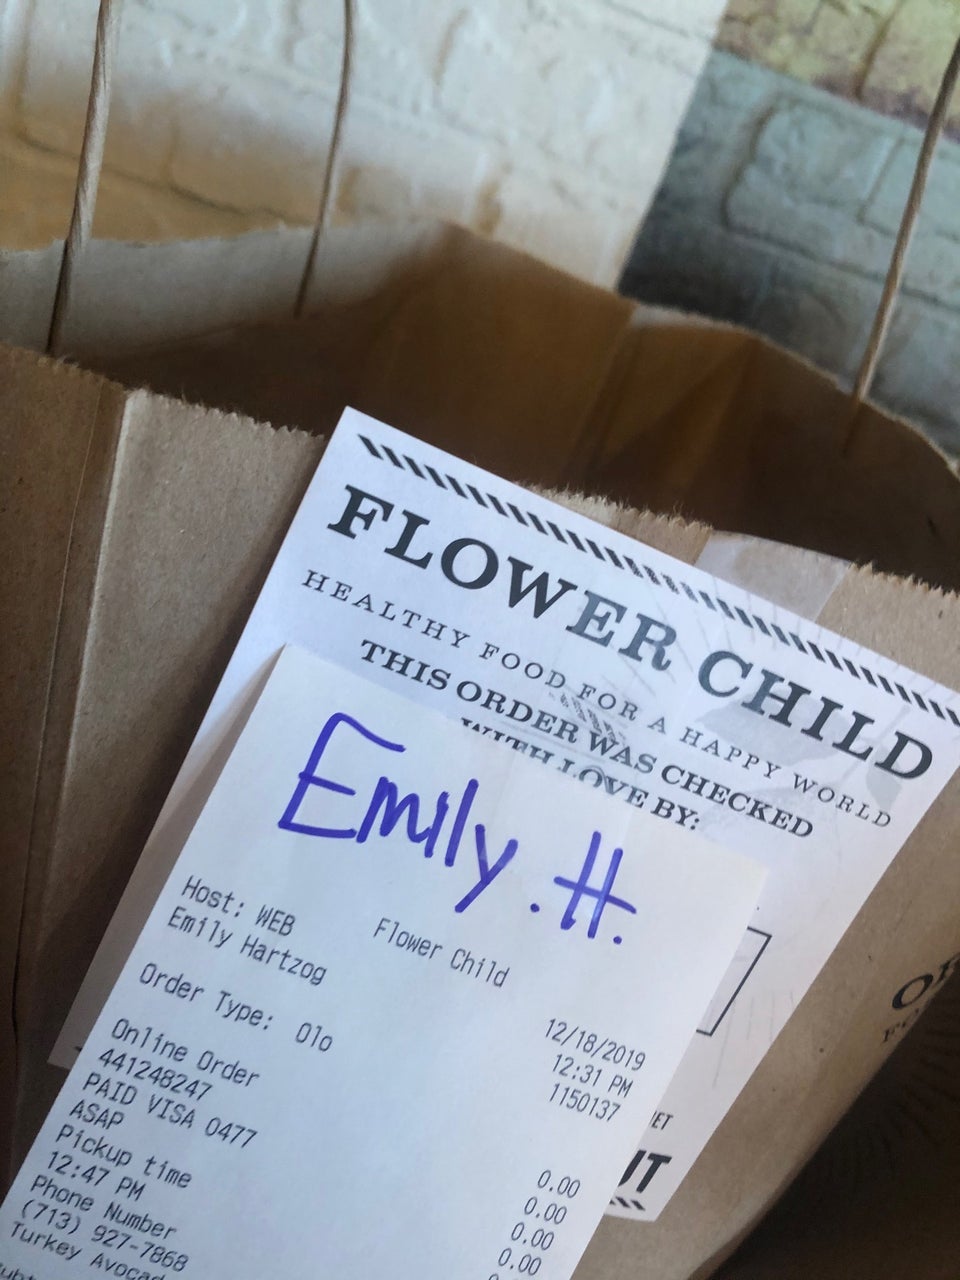 FLOWER CHILD
HEALTHY FOOD FOR A HAPPY WORLD
THIS ORDER WAS CHECKED
WITH LOVE BY:
Emily .H.
Flower Child
Host: WEB
12/18/2019
Emily Hartzog
12:31 PM
1150137
Order Type: Olo
Online Order
0.00
441248247
0.00
PAID VISA 0477
0.00
ASAP
0.00
Pickup time
12:47 PM
Phone Number
(713) 927-7868
Turkey Avocad